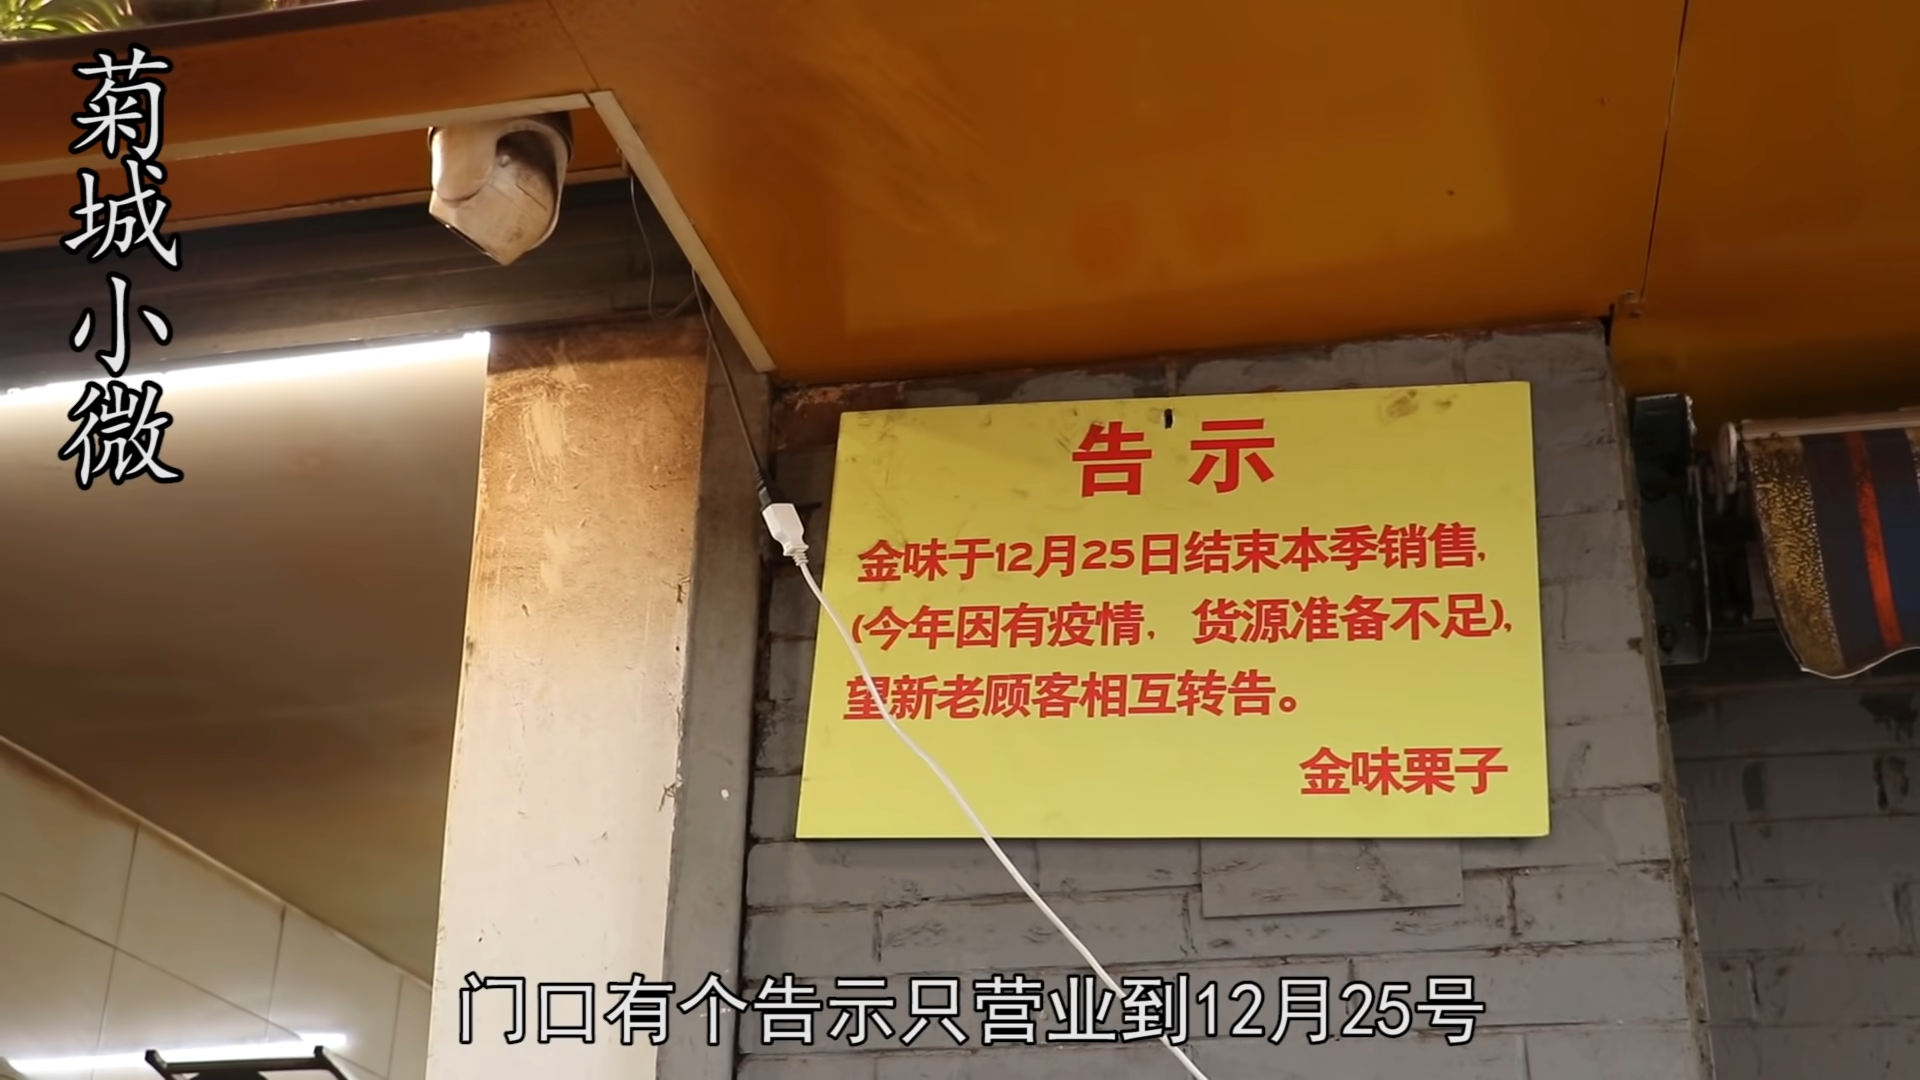 菊城小微
告示
金味于12月25日结束本季销售,
(今年因有疫情, 货源准备不足),
望新老顾客相互转告。
金味栗子
门口有个告示只营业到12月25号